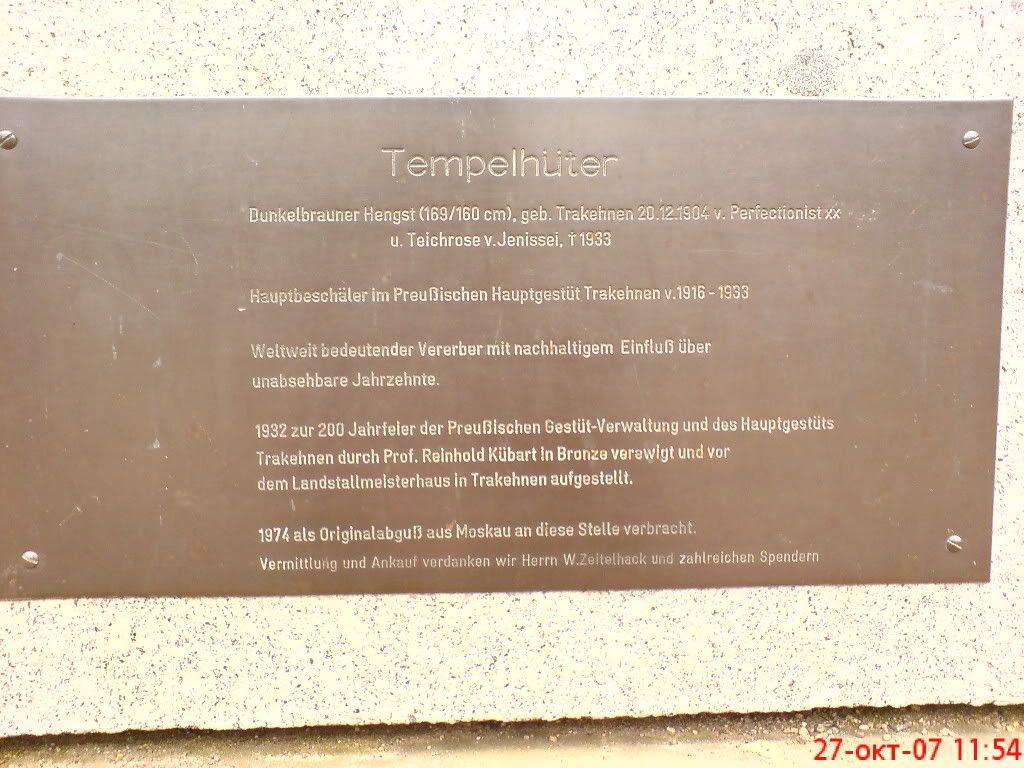 Tempelhüter
Dunkelbrauner Hengst (169/160 cm), geb. Trakehnen 20.12.1904 v. Perfectionist xx
u. Teichrose v. Jenissei, † 1933
Hauptbeschäler im Preußischen Hauptgestüt Trakehnen v. 1916 - 1933
Weltweit bedeutender Vererber mit nachhaltigem Einfluß über
unabsehbare Jahrzehnte.
1932 zur 200 Jahrfeier der Preußischen Gestüt-Verwaltung und des Hauptgestüts
Trakehnen durch Prof. Reinhold Kübart in Bronze verewigt und vor
dem Landstallmeisterhaus in Trakehnen aufgestellt.
1974 als Originalabguß aus Moskau an diese Stelle verbracht.
Vermittlung und Ankauf verdanken wir Herrn W. Zeitelhack und zahlreichen Spendern
27-окт-07 11:54